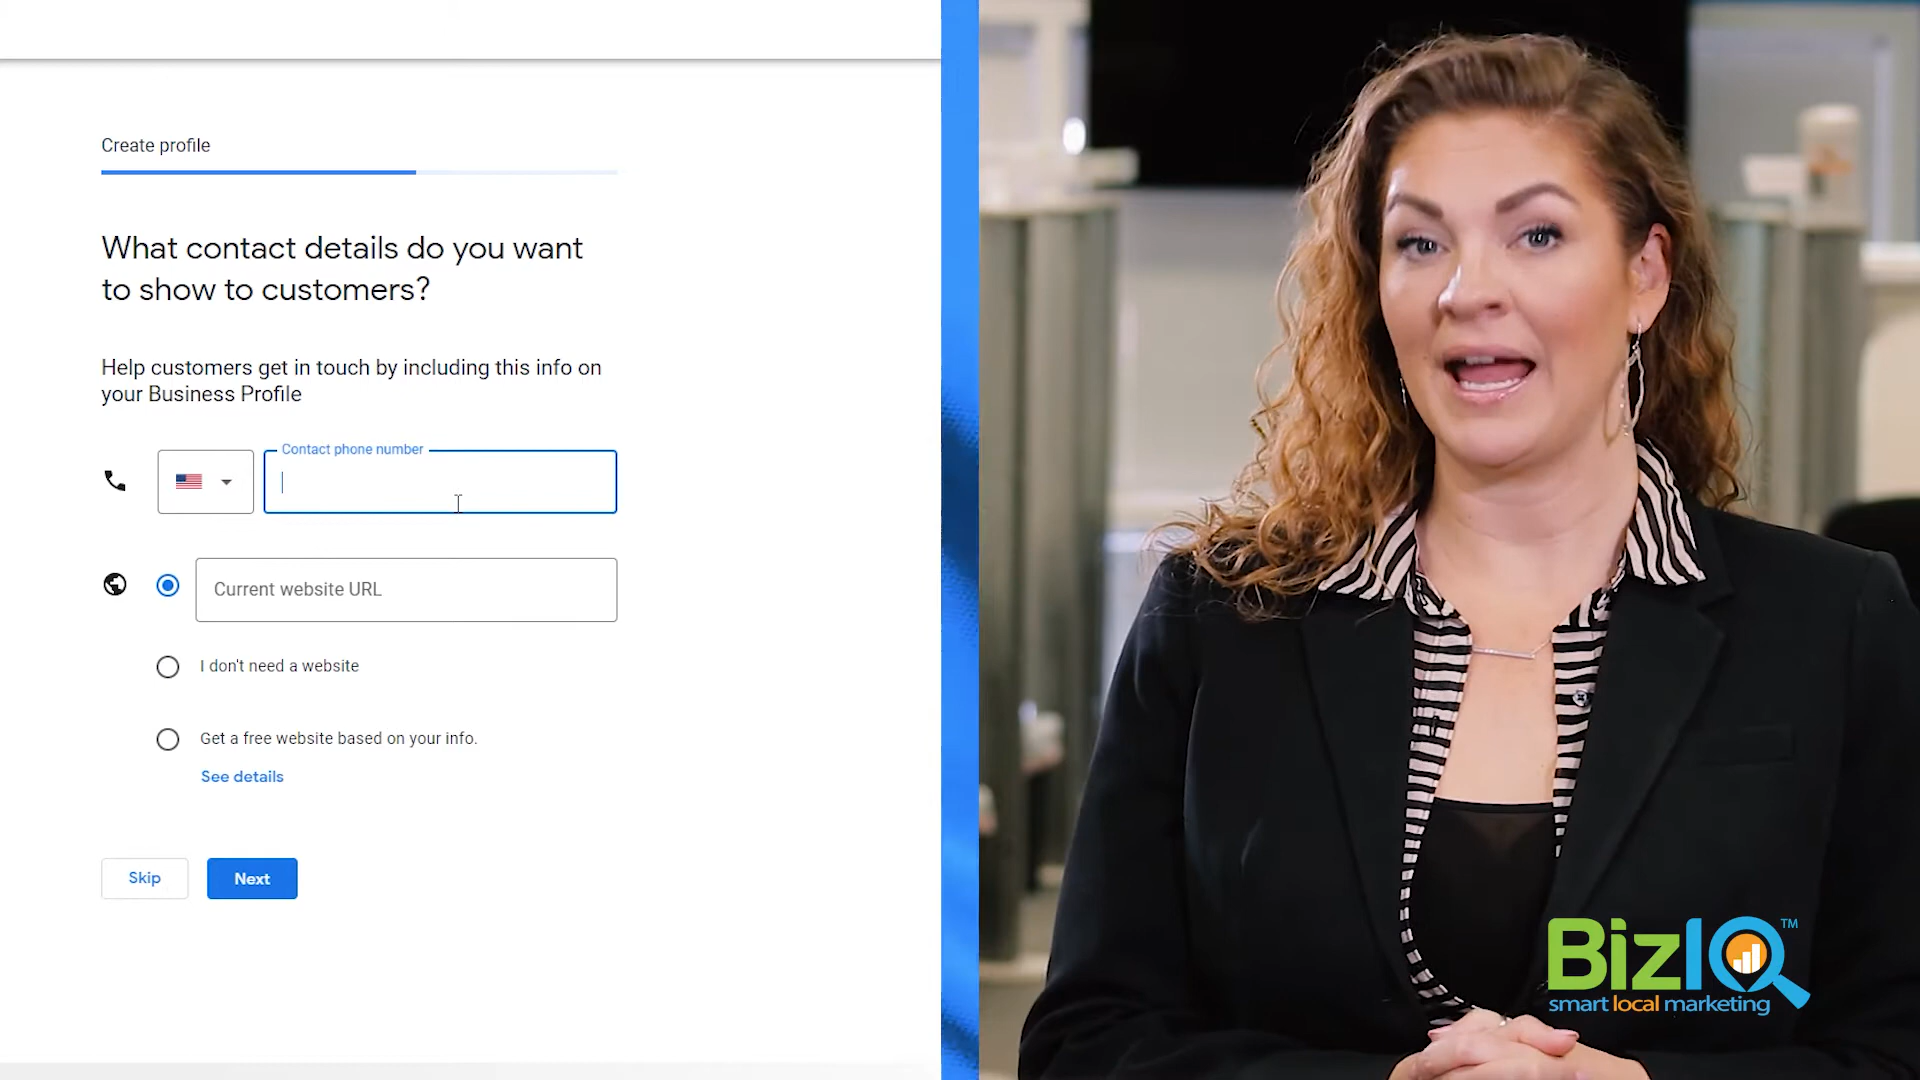 Create profile
What contact details do you want
to show to customers?
Help customers get in touch by including this info on
your Business Profile
Contact phone number
Current website URL
I don't need a website
Get a free website based on your info.
See details
Skip
Next
BizIQ™
smart local marketing